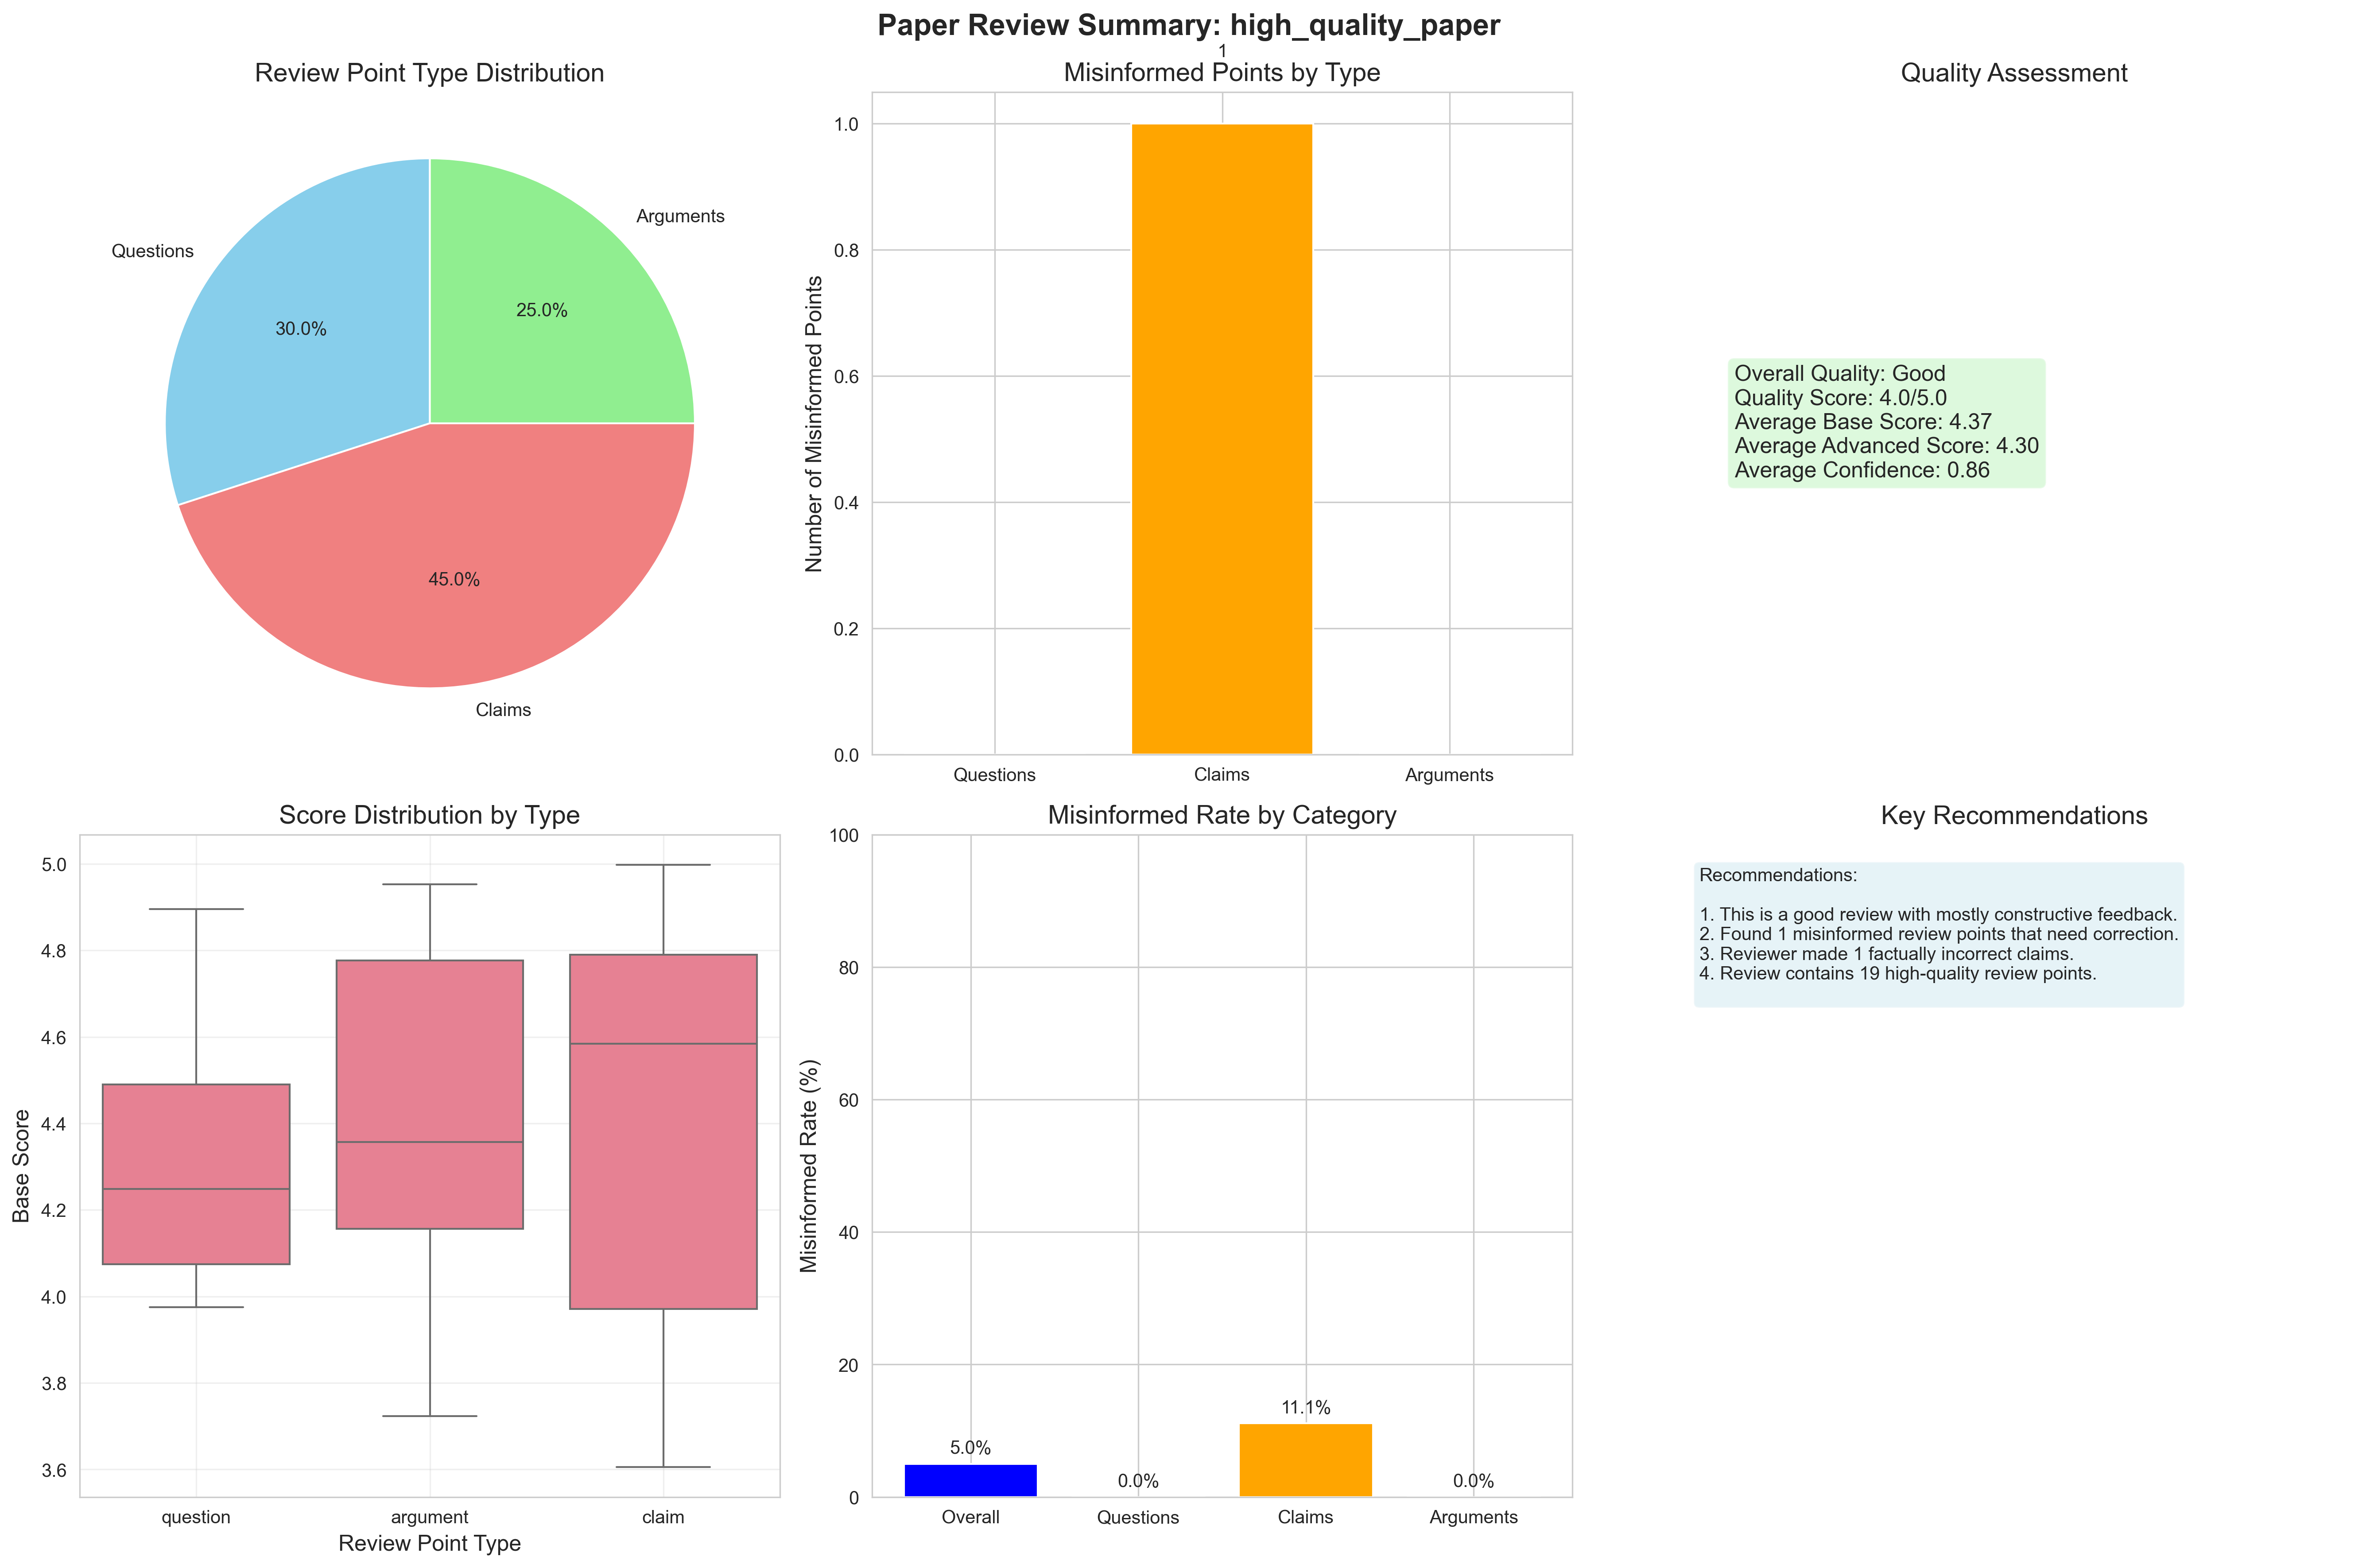 Paper Review Summary: high_quality_paper
Review Point Type Distribution
Questions
Arguments
Claims
30.0%
25.0%
45.0%
1
Misinformed Points by Type
Number of Misinformed Points
1.0
0.8
0.6
0.4
0.2
0.0
Questions
Claims
Arguments
Quality Assessment
Overall Quality: Good
Quality Score: 4.0/5.0
Average Base Score: 4.37
Average Advanced Score: 4.30
Average Confidence: 0.86
Score Distribution by Type
Base Score
5.0
4.8
4.6
4.4
4.2
4.0
3.8
3.6
question
argument
claim
Review Point Type
Misinformed Rate by Category
Misinformed Rate (%)
100
80
60
40
20
0
5.0%
0.0%
11.1%
0.0%
Overall
Questions
Claims
Arguments
Key Recommendations
Recommendations:
1. This is a good review with mostly constructive feedback.
2. Found 1 misinformed review points that need correction.
3. Reviewer made 1 factually incorrect claims.
4. Review contains 19 high-quality review points.